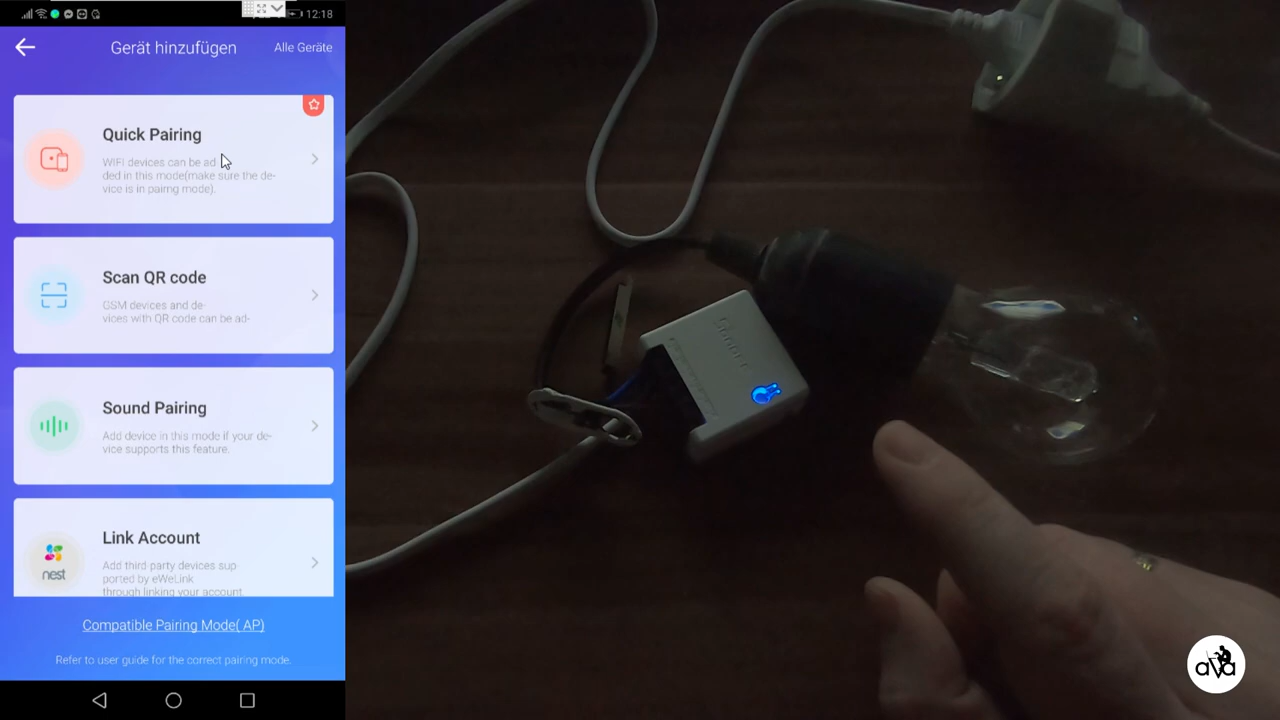 12:18
Gerät hinzufügen
Alle Geräte
Quick Pairing
WIFI devices can be ad
ded in this mode(make sure the de-
vice is in pairng mode).
Scan QR code
GSM devices and de-
vices with QR code can be ad-
Sound Pairing
Add device in this mode if your de-
vice supports this feature.
Link Account
nest
Add third party devices sup
ported by eWeLink
through linking your account.
Compatible Pairing Mode( AP)
Refer to user guide for the correct pairing mode.
ava